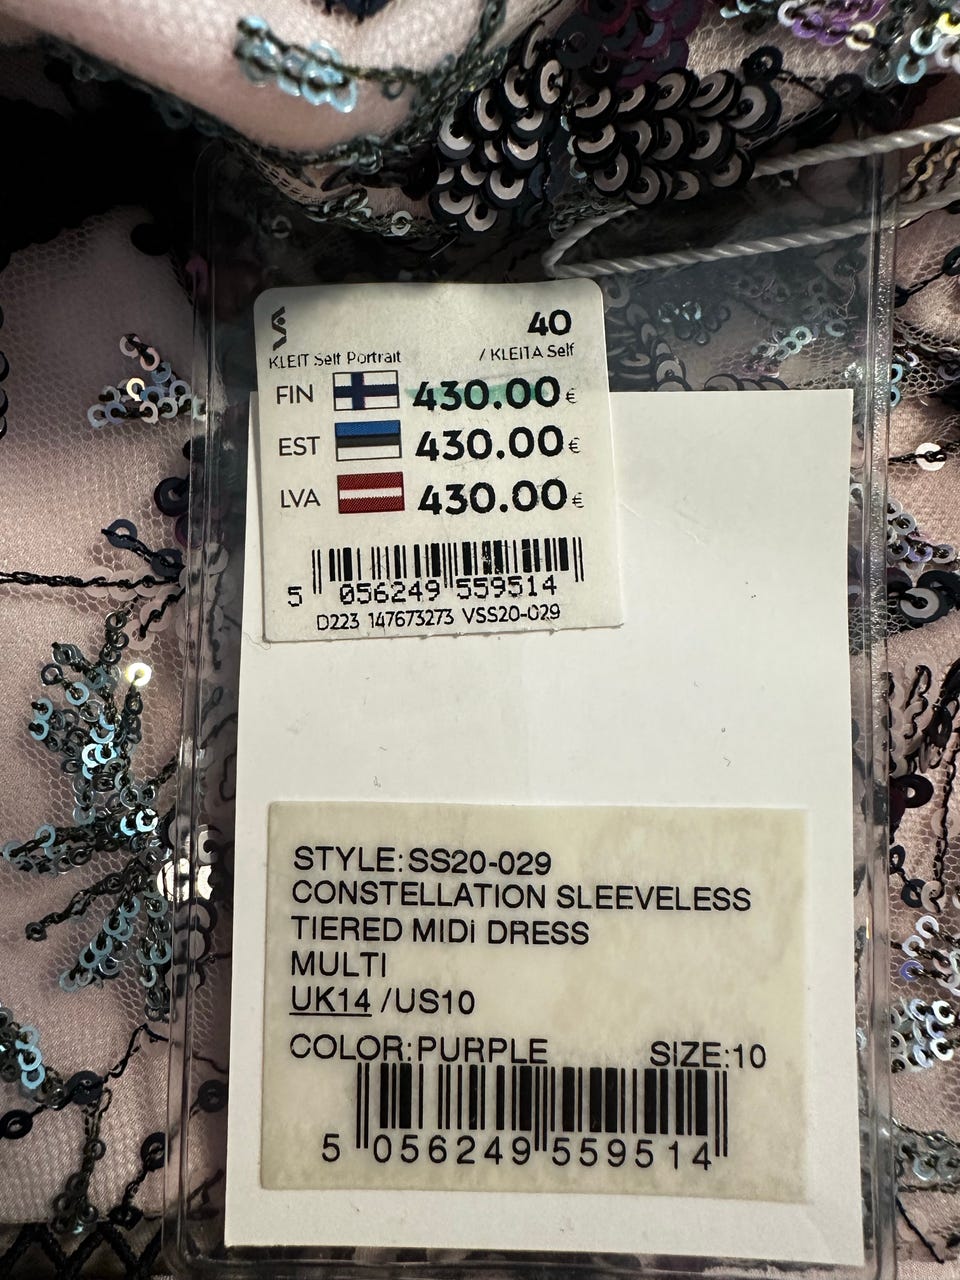 40
KLEIT Self Portrait / KLEITA Self
FIN 430.00€
EST 430.00€
LVA 430.00€
5 056249 559514
D223 147673273 VSS20-029
STYLE:SS20-029
CONSTELLATION SLEEVELESS
TIERED MIDi DRESS
MULTI
UK14 /US10
COLOR:PURPLE SIZE:10
5 056249 559514